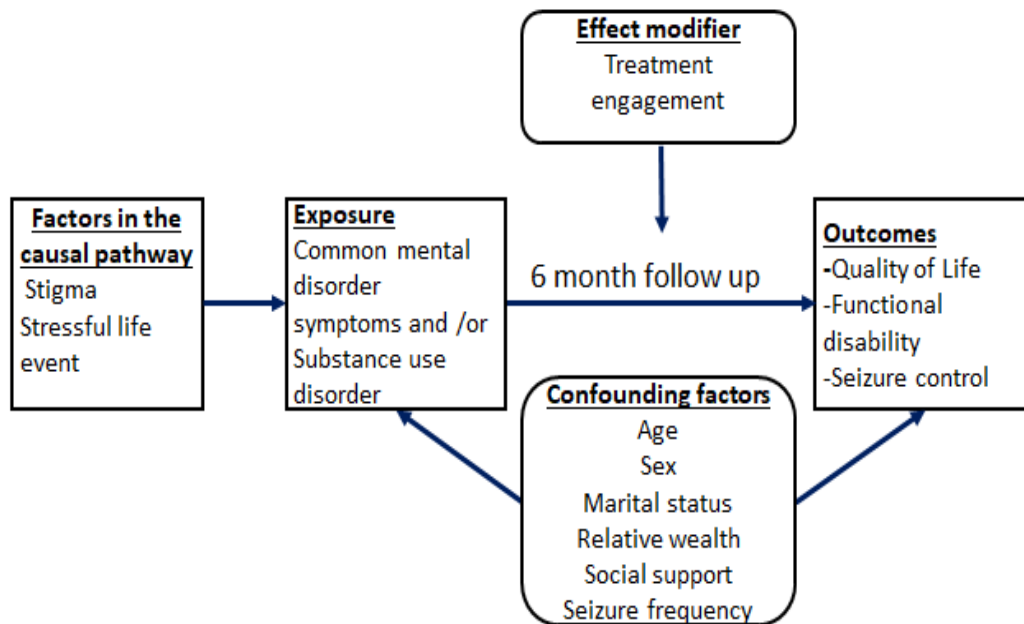 Effect modifier
Treatment
engagement
Factors in the
causal pathway
Stigma
Stressful life
event
Exposure
Common mental
disorder
symptoms and /or
Substance use
disorder
6 month follow up
Outcomes
-Quality of Life
-Functional
disability
-Seizure control
Confounding factors
Age
Sex
Marital status
Relative wealth
Social support
Seizure frequency